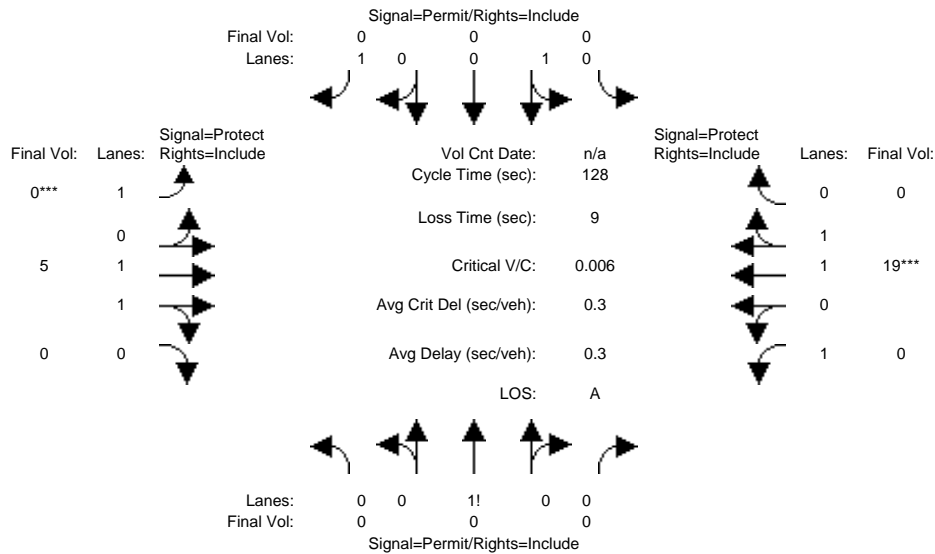 Signal=Permit/Rights=Include
Final Vol: 0 0 0
Lanes: 1 0 0 1 0
Signal=Protect Signal=Protect
Final Vol: Lanes: Rights=Include Vol Cnt Date: n/a Rights=Include Lanes: Final Vol:
Cycle Time (sec): 128
0*** 1 0 0
Loss Time (sec): 9
0 1
5 1 Critical V/C: 0.006 1 19***
1 Avg Crit Del (sec/veh): 0.3 0
0 0 Avg Delay (sec/veh): 0.3 1 0
LOS: A
Lanes: 0 0 1! 0 0
Final Vol: 0 0 0
Signal=Permit/Rights=Include